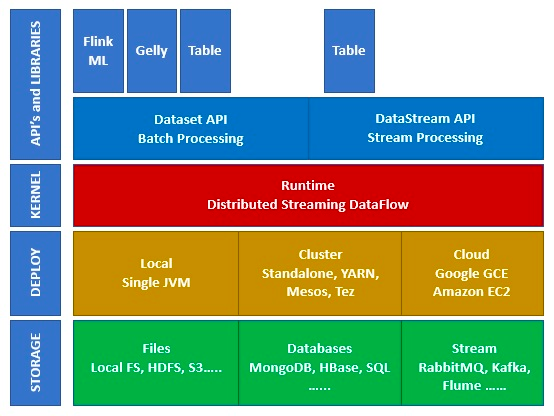 API's and LIBRARIES
Flink
ML
Gelly
Table
Table
Dataset API
Batch Processing
DataStream API
Stream Processing
KERNEL
Runtime
Distributed Streaming DataFlow
DEPLOY
Local
Single JVM
Cluster
Standalone, YARN,
Mesos, Tez
Cloud
Google GCE
Amazon EC2
STORAGE
Files
Local FS, HDFS, S3.....
Databases
MongoDB, HBase, SQL
......
Stream
RabbitMQ, Kafka,
Flume ......